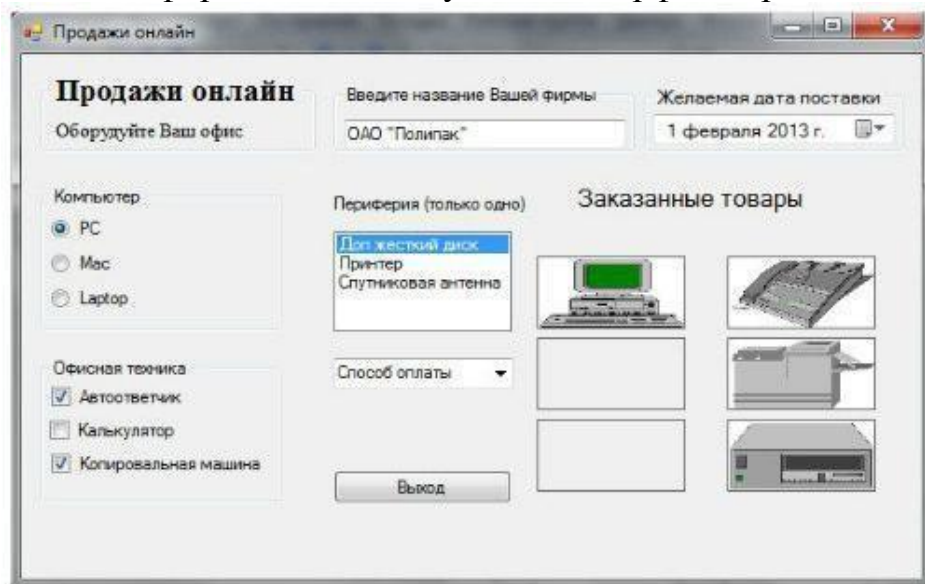 Продажи онлайн
Продажи онлайн
Оборудуйте Ваш офис
Введите название Вашей фирмы
ОАО "Полипак"
Желаемая дата поставки
1 февраля 2013 г.
Компьютер
PC
Mac
Laptop
Периферия (только одно)
Доп жесткий диск
Принтер
Спутниковая антенна
Заказанные товары
Офисная техника
Автоответчик
Калькулятор
Копировальная машина
Способ оплаты
Выход